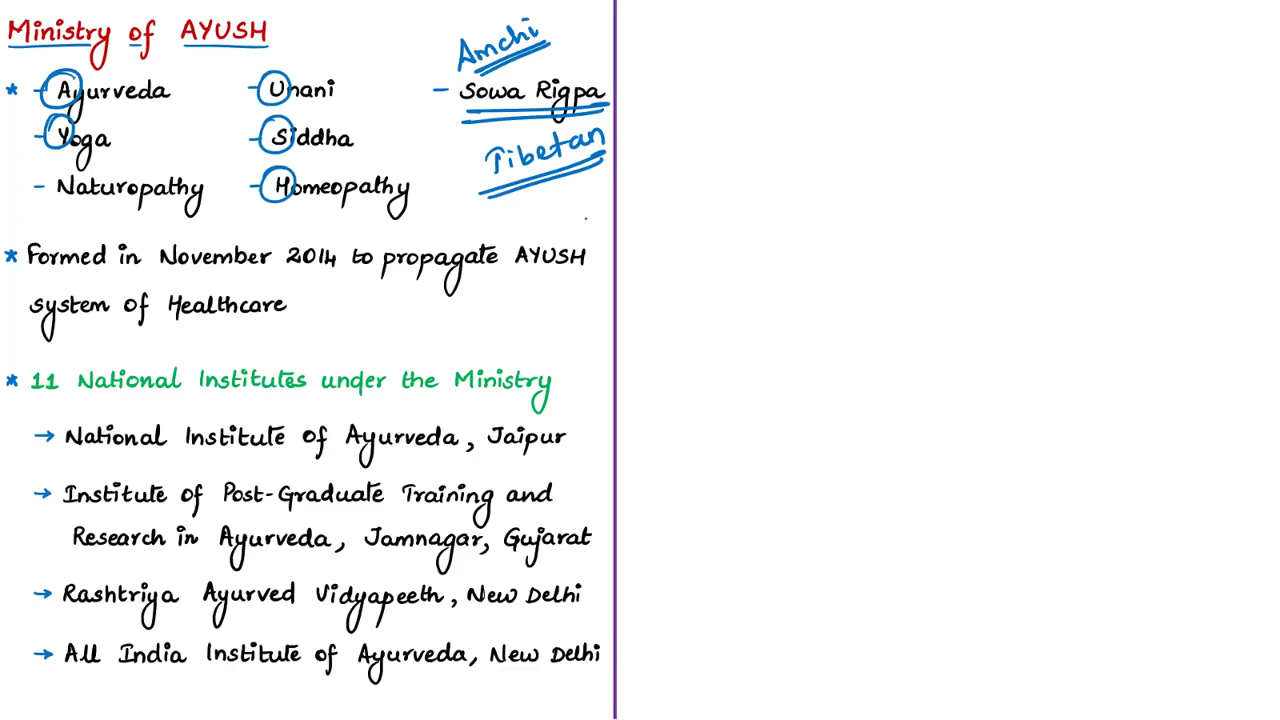 Ministry of AYUSH
Amchi
* - Ayurveda - Unani - Sowa Rigpa
- Yoga - Siddha Tibetan
- Naturopathy - Homeopathy
* Formed in November 2014 to propagate AYUSH
system of Healthcare
* 11 National Institutes under the Ministry
→ National Institute of Ayurveda, Jaipur
→ Institute of Post-Graduate Training and
Research in Ayurveda, Jamnagar, Gujarat
→ Rashtriya Ayurved Vidyapeeth, New Delhi
→ All India Institute of Ayurveda, New Delhi